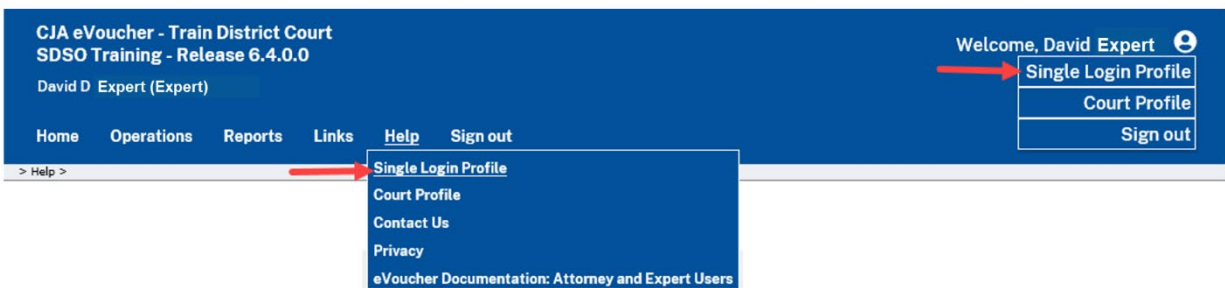 CJA eVoucher - Train District Court
SDSO Training - Release 6.4.0.0
David D Expert (Expert)
Welcome, David Expert
Single Login Profile
Court Profile
Sign out
Home Operations Reports Links Help Sign out
> Help >
Single Login Profile
Court Profile
Contact Us
Privacy
eVoucher Documentation: Attorney and Expert Users